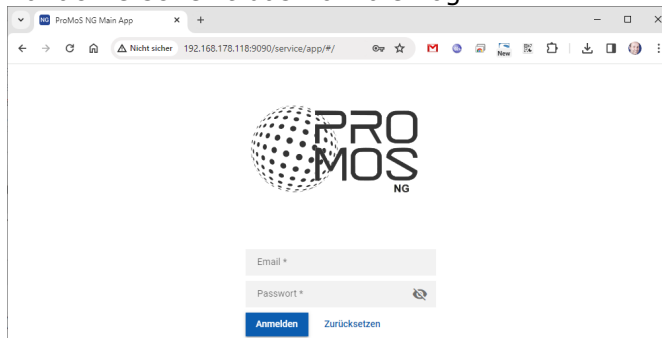 ProMoS NG Main App
Nicht sicher 192.168.178.118:9090/service/app/#/
New
PRO
MOS
NG
Email *
Passwort *
Anmelden Zurücksetzen